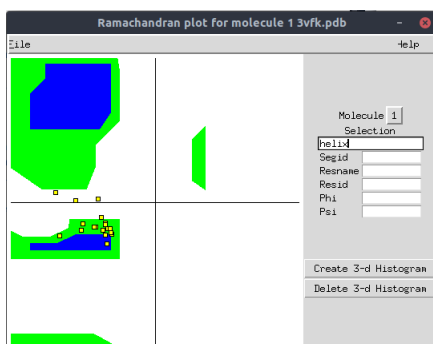 Ramachandran plot for molecule 1 3vfk.pdb
File
Help
Molecule 1
Selection
helix
Segid
Resname
Resid
Phi
Psi
Create 3-d Histogram
Delete 3-d Histogram